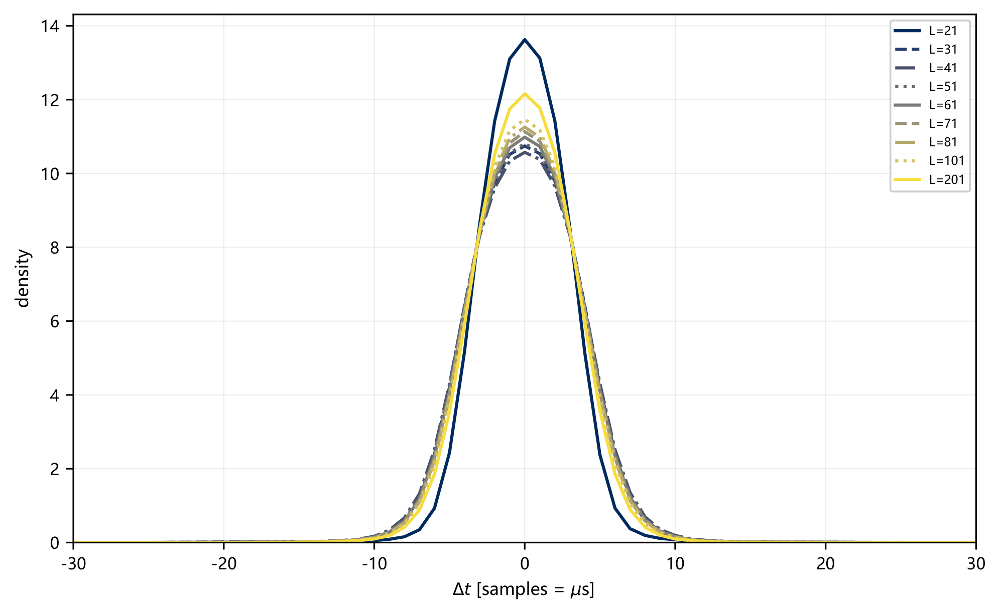 14
12
10
8
6
4
2
0
density
-30 -20 -10 0 10 20 30
Δt [samples = μs]
L=21
L=31
L=41
L=51
L=61
L=71
L=81
L=101
L=201